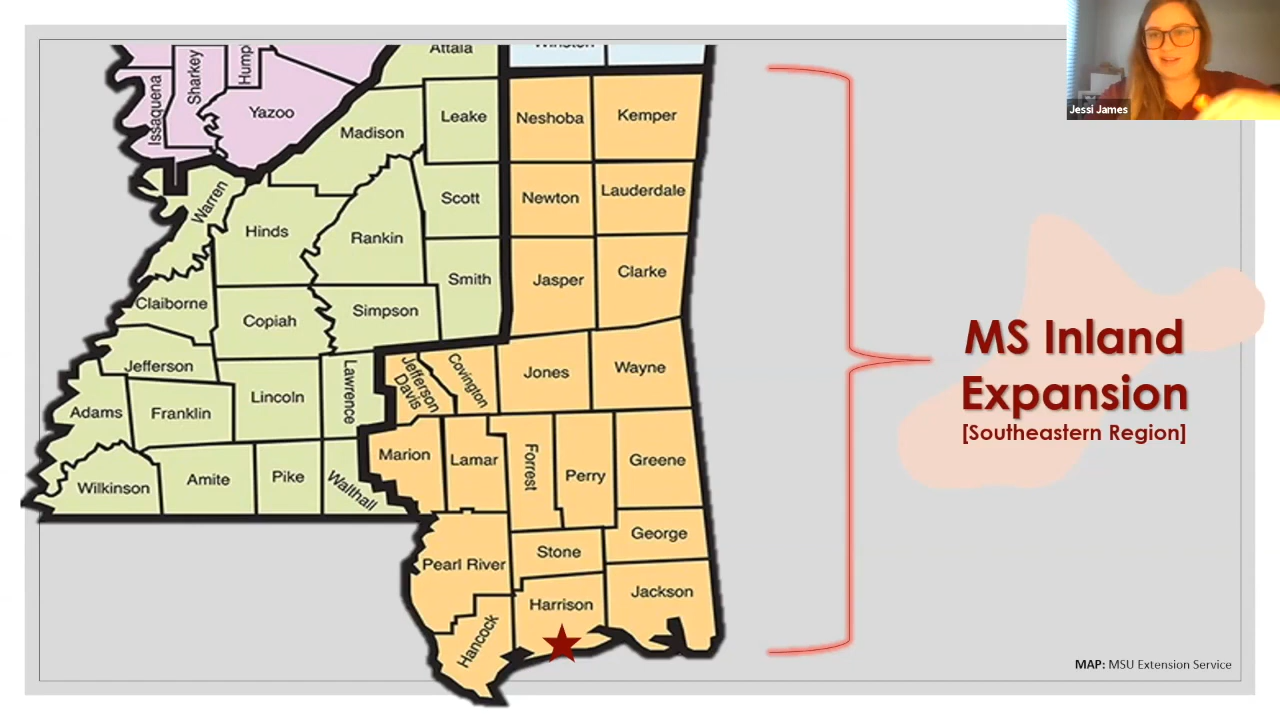 Attala
Winston
Issaquena
Sharkey
Hump
Yazoo
Madison
Leake
Neshoba
Kemper
Warren
Hinds
Rankin
Scott
Newton
Lauderdale
Claiborne
Copiah
Simpson
Smith
Jasper
Clarke
Jefferson
Lawrence
Jefferson
Davis
Covington
Jones
Wayne
Adams
Franklin
Lincoln
Wilkinson
Amite
Pike
Walthall
Marion
Lamar
Forrest
Perry
Greene
Pearl River
Stone
George
Hancock
Harrison
Jackson
MS Inland
Expansion
[Southeastern Region]
MAP: MSU Extension Service
Jessi James